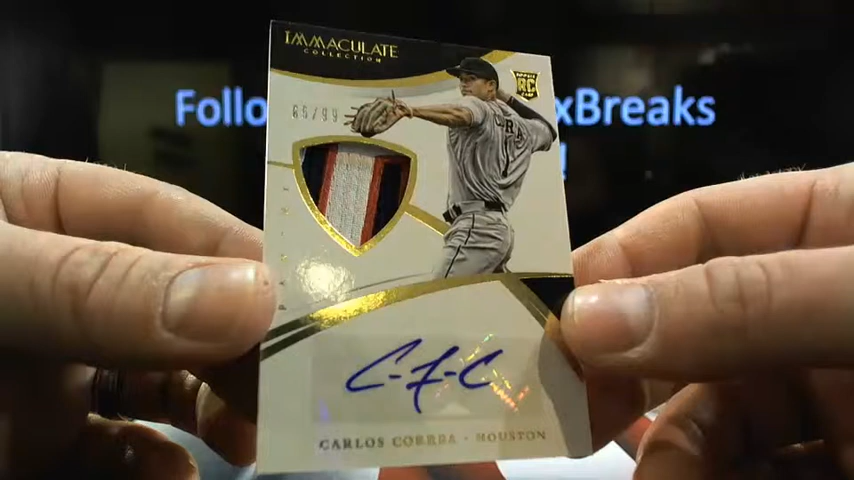 Follo
xBreaks
!
IMMACULATE
COLLECTION
RC
65/99
CARLOS CORREA • HOUSTON